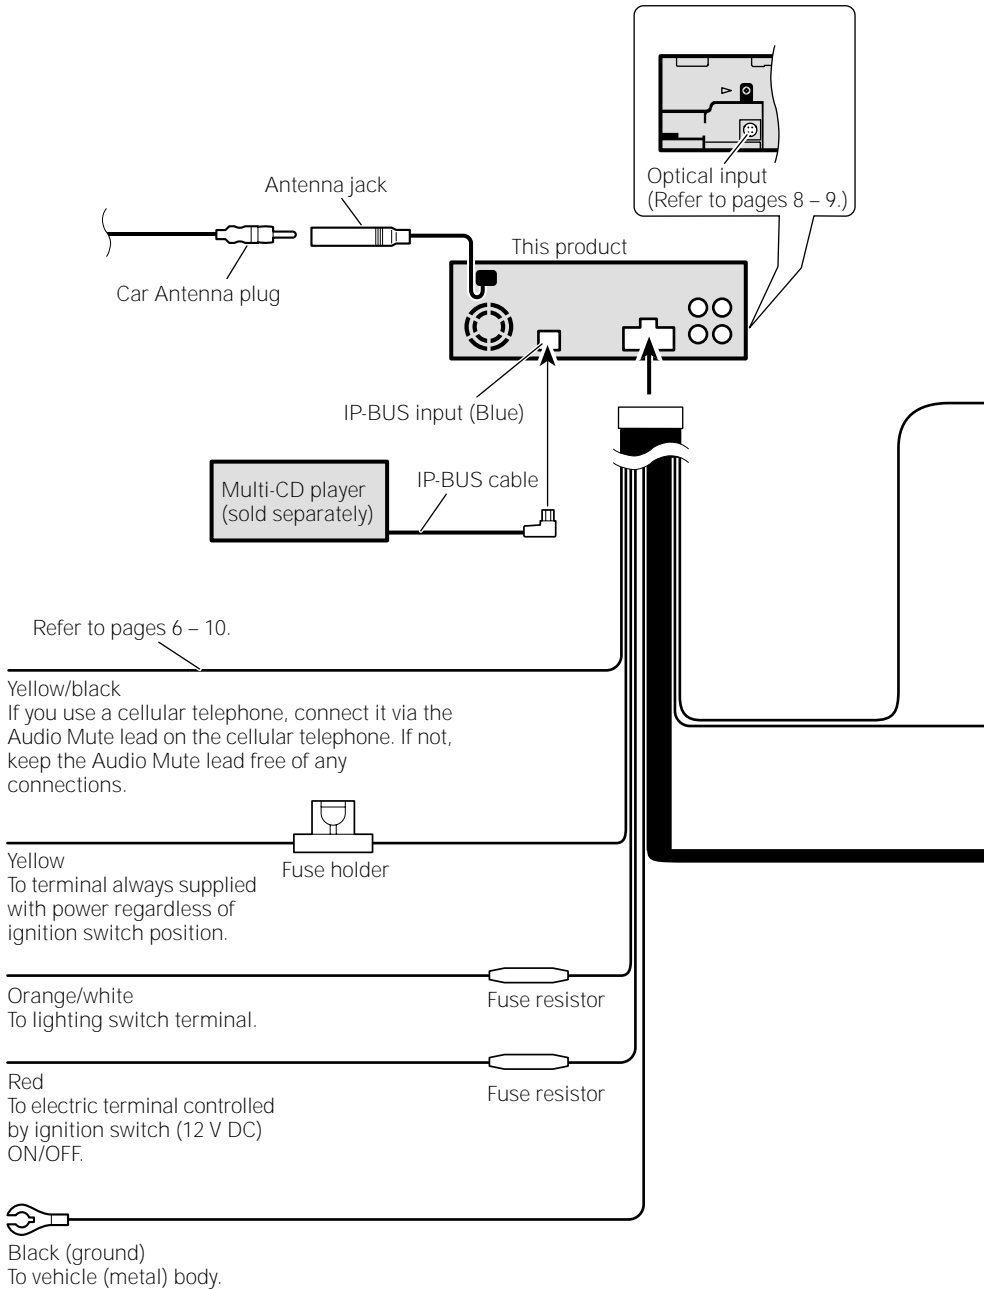 Optical input
(Refer to pages 8 – 9.)
Antenna jack
This product
Car Antenna plug
IP-BUS input (Blue)
IP-BUS cable
Multi-CD player
(sold separately)
Refer to pages 6 – 10.
Yellow/black
If you use a cellular telephone, connect it via the
Audio Mute lead on the cellular telephone. If not,
keep the Audio Mute lead free of any
connections.
Fuse holder
Yellow
To terminal always supplied
with power regardless of
ignition switch position.
Orange/white
To lighting switch terminal.
Fuse resistor
Red
To electric terminal controlled
by ignition switch (12 V DC)
ON/OFF.
Fuse resistor
Black (ground)
To vehicle (metal) body.